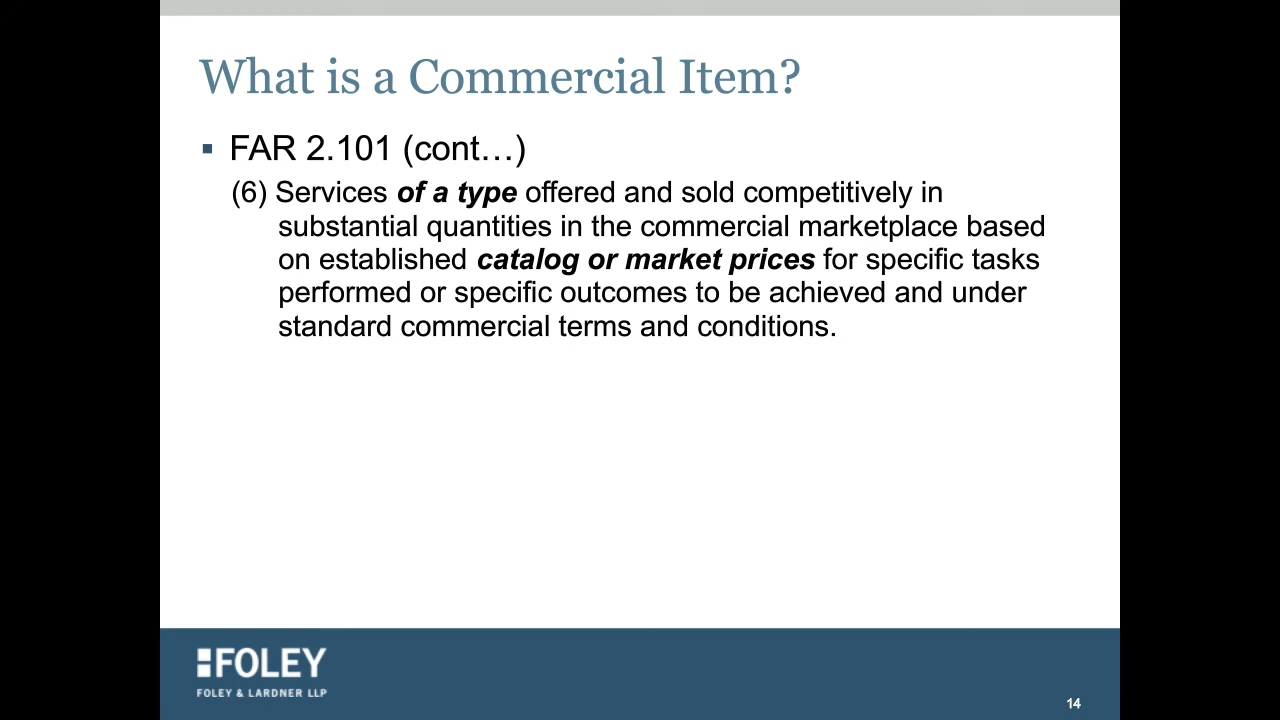 What is a Commercial Item?
▪ FAR 2.101 (cont…)
(6) Services of a type offered and sold competitively in
substantial quantities in the commercial marketplace based
on established catalog or market prices for specific tasks
performed or specific outcomes to be achieved and under
standard commercial terms and conditions.
FOLEY
FOLEY & LARDNER LLP
14